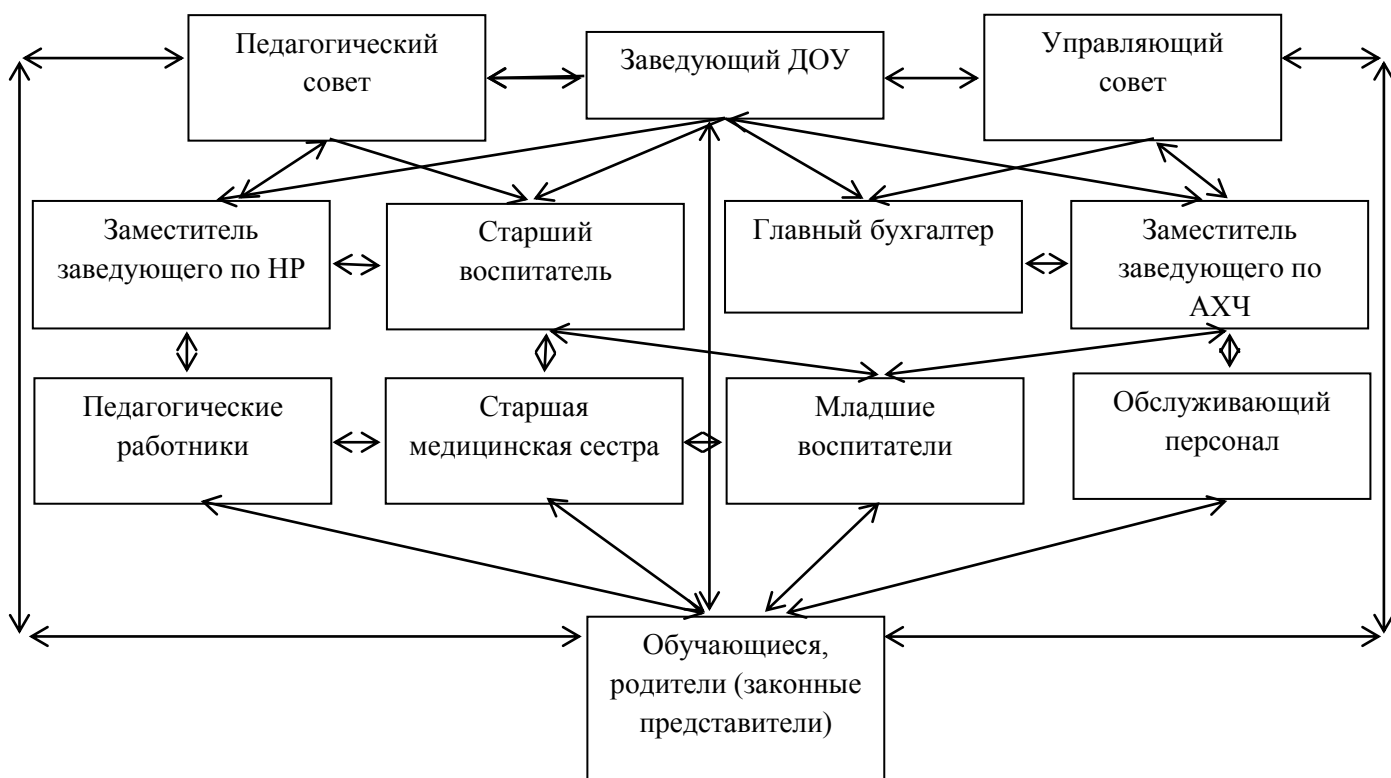 Педагогический
совет
Заведующий ДОУ
Управляющий
совет
Заместитель
заведующего по НР
Старший
воспитатель
Главный бухгалтер
Заместитель
заведующего по
АХЧ
Педагогические
работники
Старшая
медицинская сестра
Младшие
воспитатели
Обслуживающий
персонал
Обучающиеся,
родители (законные
представители)